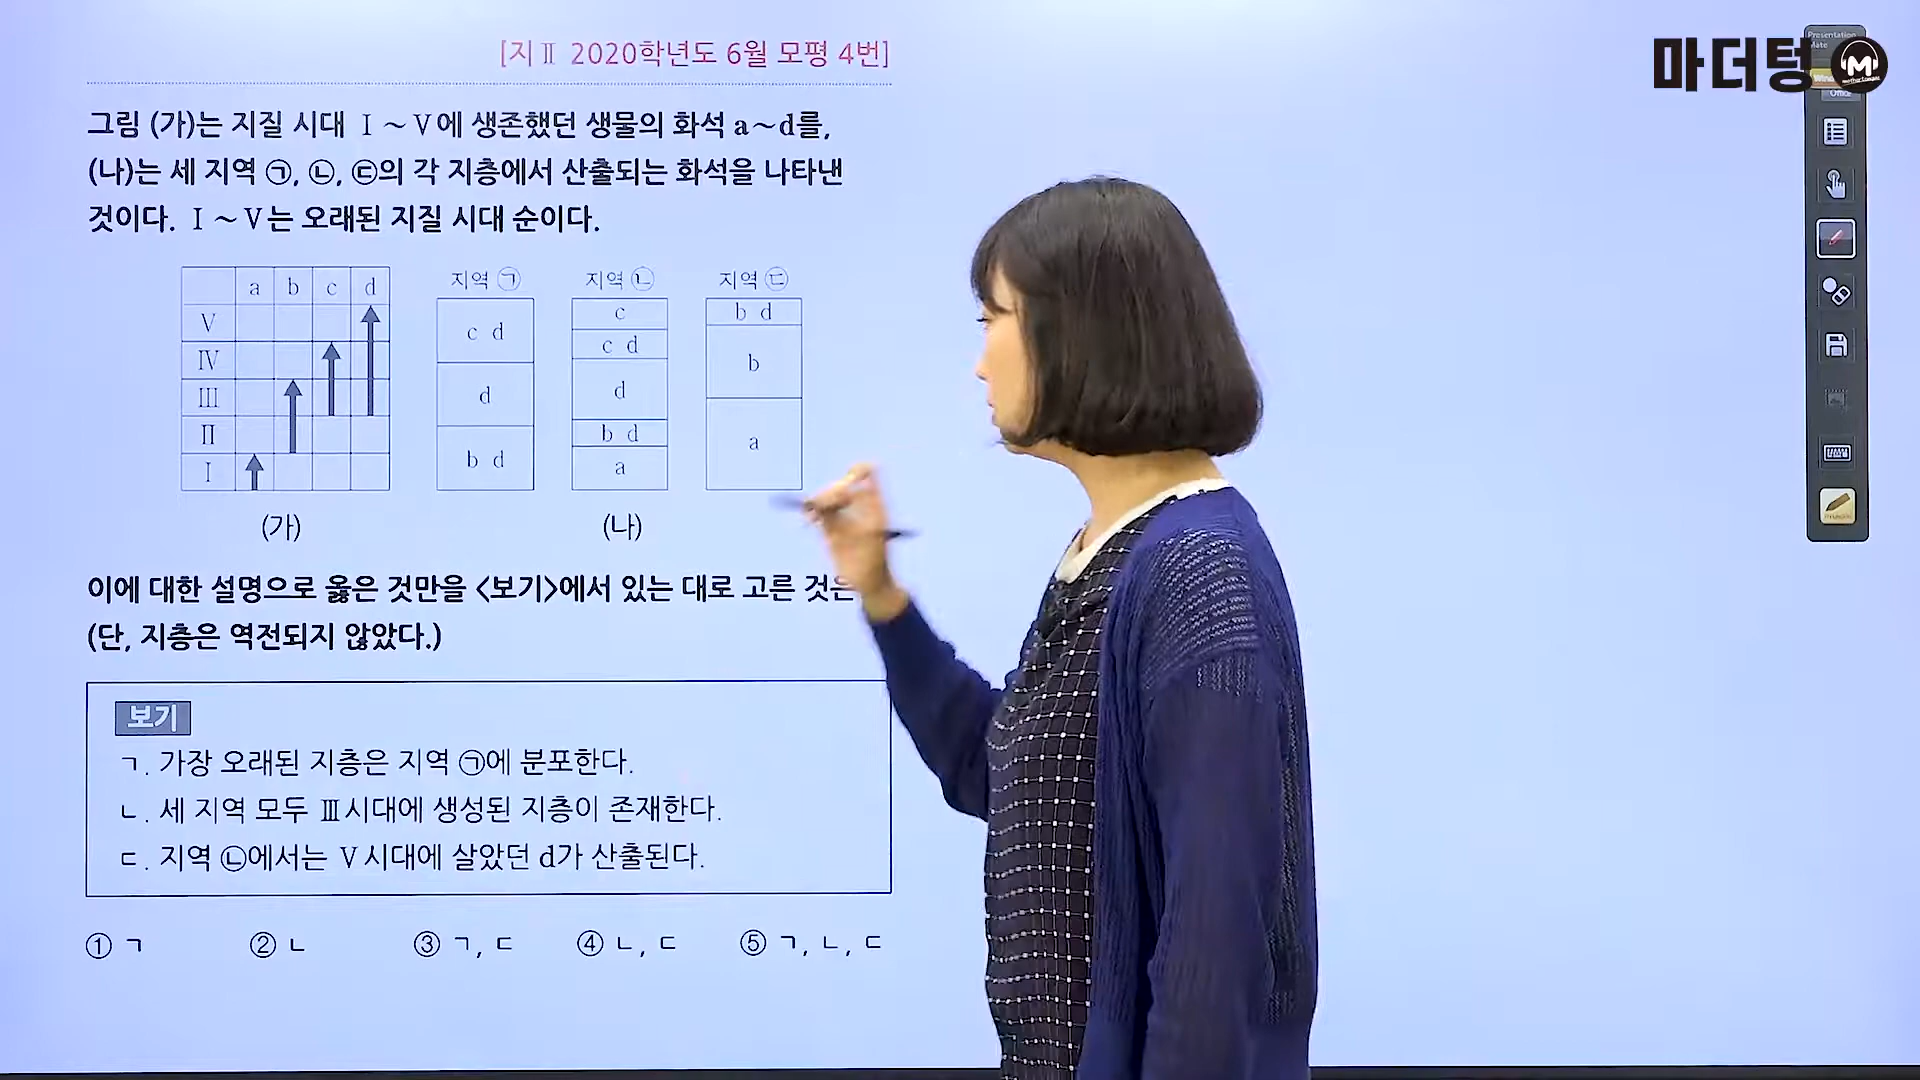 [지Ⅱ 2020학년도 6월 모평 4번]
마더텅
Presentation
Mate
그림 (가)는 지질 시대 Ⅰ~Ⅴ에 생존했던 생물의 화석 a~d를,
(나)는 세 지역 ㉠, ㉡, ㉢의 각 지층에서 산출되는 화석을 나타낸
것이다. Ⅰ~Ⅴ는 오래된 지질 시대 순이다.
a b c d
Ⅴ
Ⅳ
Ⅲ
Ⅱ
Ⅰ
(가)
지역 ㉠
c d
d
b d
지역 ㉡
c
c d
d
b d
a
지역 ㉢
b d
b
a
(나)
이에 대한 설명으로 옳은 것만을 <보기>에서 있는 대로 고른 것은
(단, 지층은 역전되지 않았다.)
보기
ㄱ. 가장 오래된 지층은 지역 ㉠에 분포한다.
ㄴ. 세 지역 모두 Ⅲ시대에 생성된 지층이 존재한다.
ㄷ. 지역 ㉡에서는 Ⅴ시대에 살았던 d가 산출된다.
① ㄱ ② ㄴ ③ ㄱ, ㄷ ④ ㄴ, ㄷ ⑤ ㄱ, ㄴ, ㄷ